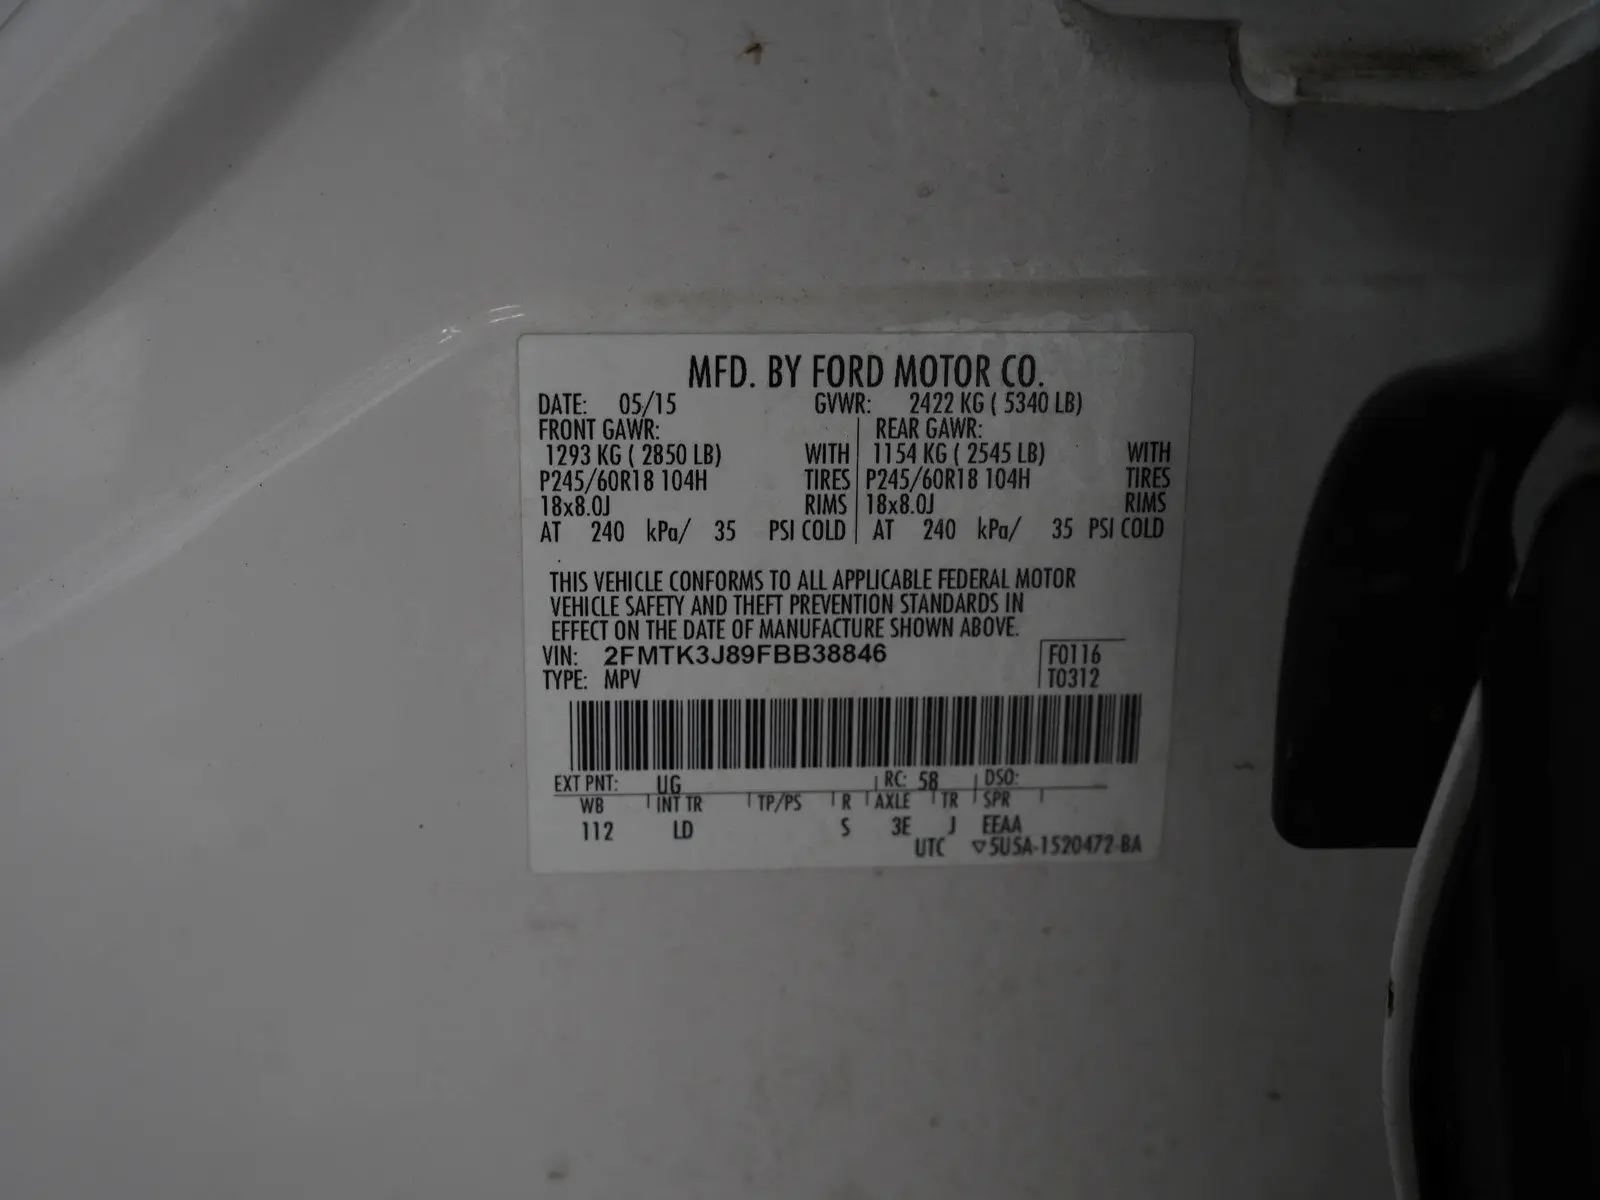 MFD. BY FORD MOTOR CO.
DATE: 05/15 GVWR: 2422 KG ( 5340 LB)
FRONT GAWR: REAR GAWR:
1293 KG ( 2850 LB) WITH 1154 KG ( 2545 LB) WITH
P245/60R18 104H TIRES P245/60R18 104H TIRES
18x8.0J RIMS 18x8.0J RIMS
AT 240 kPa/ 35 PSI COLD AT 240 kPa/ 35 PSI COLD
THIS VEHICLE CONFORMS TO ALL APPLICABLE FEDERAL MOTOR
VEHICLE SAFETY AND THEFT PREVENTION STANDARDS IN
EFFECT ON THE DATE OF MANUFACTURE SHOWN ABOVE.
VIN: 2FMTK3J89FBB38846 F0116
TYPE: MPV T0312
EXT PNT: UG RC: 58 DSO:
WB INT TR TP/PS R AXLE TR SPR
112 LD S 3E J EEAA
UTC ▽5U5A-1520472-BA